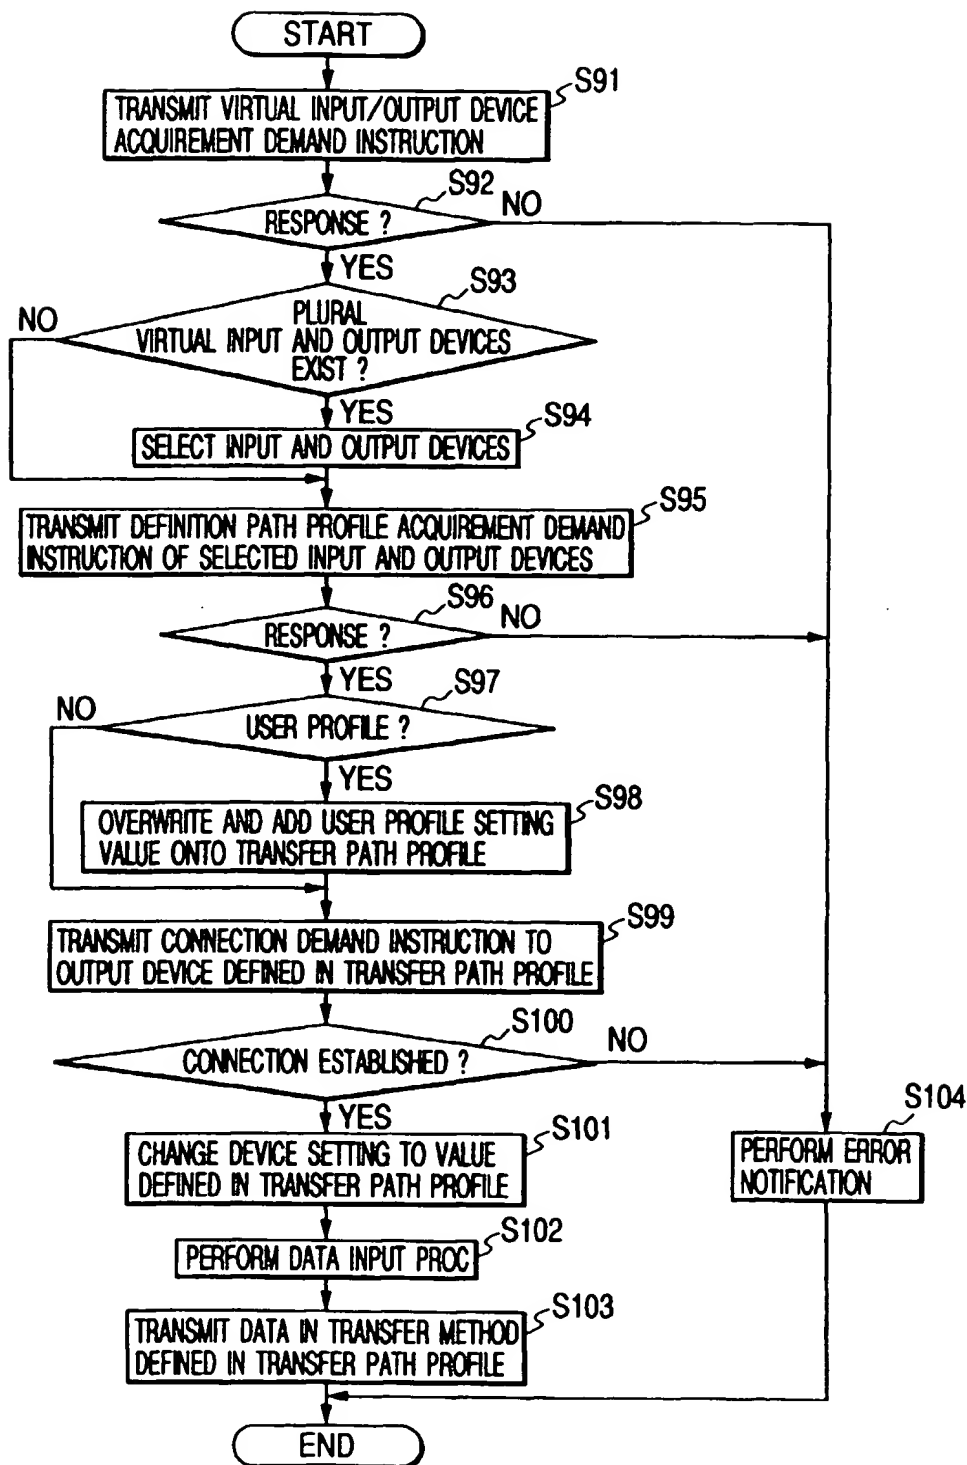 START
S91
TRANSMIT VIRTUAL INPUT/OUTPUT DEVICE
ACQUIREMENT DEMAND INSTRUCTION
S92
RESPONSE ?
NO
YES
S93
NO
PLURAL
VIRTUAL INPUT AND OUTPUT DEVICES
EXIST ?
YES
S94
SELECT INPUT AND OUTPUT DEVICES
S95
TRANSMIT DEFINITION PATH PROFILE ACQUIREMENT DEMAND
INSTRUCTION OF SELECTED INPUT AND OUTPUT DEVICES
S96
RESPONSE ?
NO
YES
S97
NO
USER PROFILE ?
YES
S98
OVERWRITE AND ADD USER PROFILE SETTING
VALUE ONTO TRANSFER PATH PROFILE
S99
TRANSMIT CONNECTION DEMAND INSTRUCTION TO
OUTPUT DEVICE DEFINED IN TRANSFER PATH PROFILE
S100
CONNECTION ESTABLISHED ?
NO
YES
S101
CHANGE DEVICE SETTING TO VALUE
DEFINED IN TRANSFER PATH PROFILE
S104
PERFORM ERROR
NOTIFICATION
S102
PERFORM DATA INPUT PROC
S103
TRANSMIT DATA IN TRANSFER METHOD
DEFINED IN TRANSFER PATH PROFILE
END